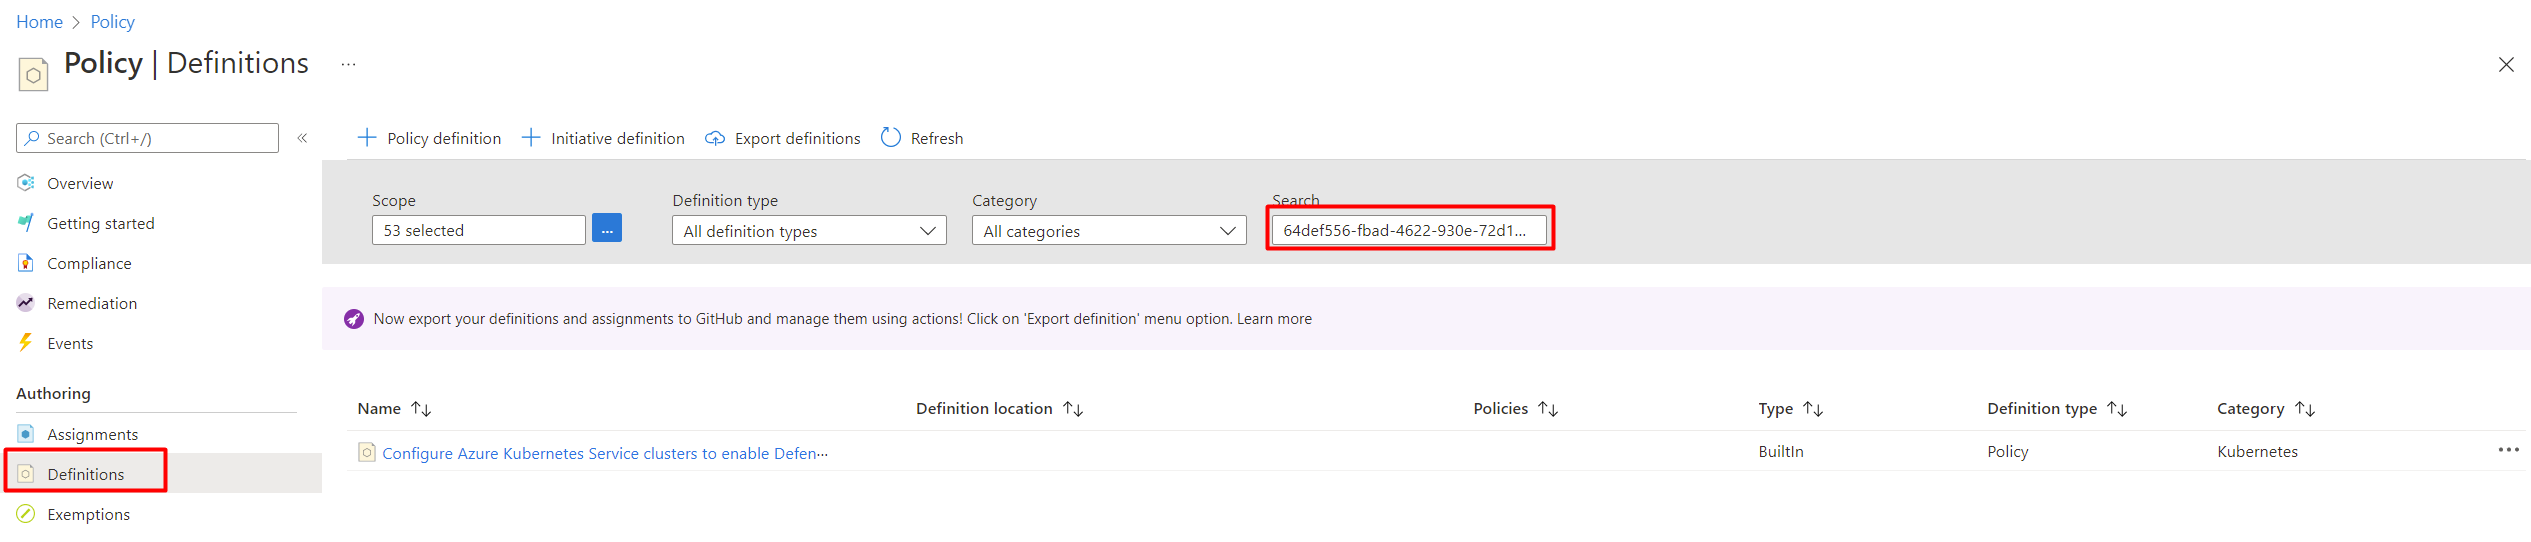 Home > Policy
Policy | Definitions ...
Search (Ctrl+/) «
Overview
Getting started
Compliance
Remediation
Events
Authoring
Assignments
Definitions
Exemptions
+ Policy definition + Initiative definition Export definitions Refresh
Scope Definition type Category Search
53 selected ... All definition types All categories 64def556-fbad-4622-930e-72d1...
Now export your definitions and assignments to GitHub and manage them using actions! Click on 'Export definition' menu option. Learn more
Name ↑↓ Definition location ↑↓ Policies ↑↓ Type ↑↓ Definition type ↑↓ Category ↑↓
Configure Azure Kubernetes Service clusters to enable Defen... BuiltIn Policy Kubernetes ...